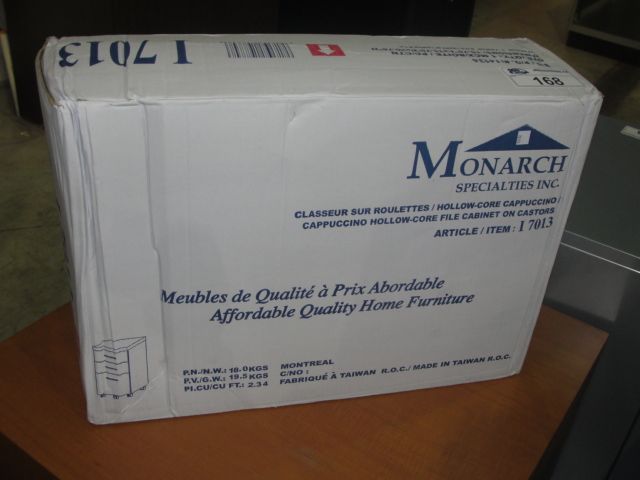 I 7013
168
MONARCH
SPECIALTIES INC.
CLASSEUR SUR ROULETTES / HOLLOW-CORE CAPPUCCINO /
CAPPUCCINO HOLLOW-CORE FILE CABINET ON CASTORS
ARTICLE / ITEM : I 7013
Meubles de Qualité à Prix Abordable
Affordable Quality Home Furniture
P.N./N.W.: 18.0KGS MONTREAL
P.V./G.W.: 19.5KGS C/NO :
PI.CU/CU FT.: 2.34 FABRIQUÉ À TAIWAN R.O.C./ MADE IN TAIWAN R.O.C.